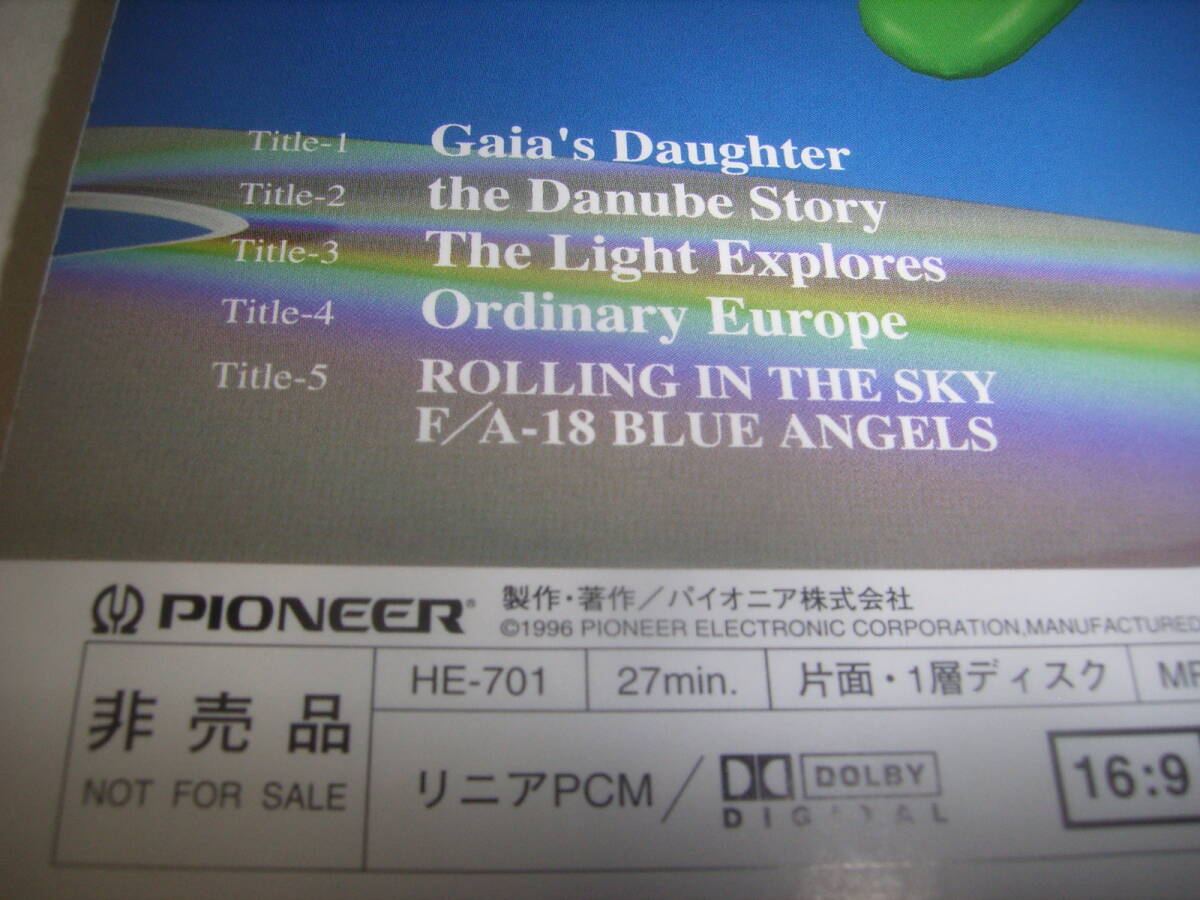 Title-1 Gaia's Daughter
Title-2 the Danube Story
Title-3 The Light Explores
Title-4 Ordinary Europe
Title-5 ROLLING IN THE SKY
F/A-18 BLUE ANGELS
PIONEER® 製作・著作/パイオニア株式会社
©1996 PIONEER ELECTRONIC CORPORATION,MANUFACTURED
非売品 HE-701 27min. 片面・1層ディスク
NOT FOR SALE リニアPCM/ DOLBY 16:9
DIGITAL